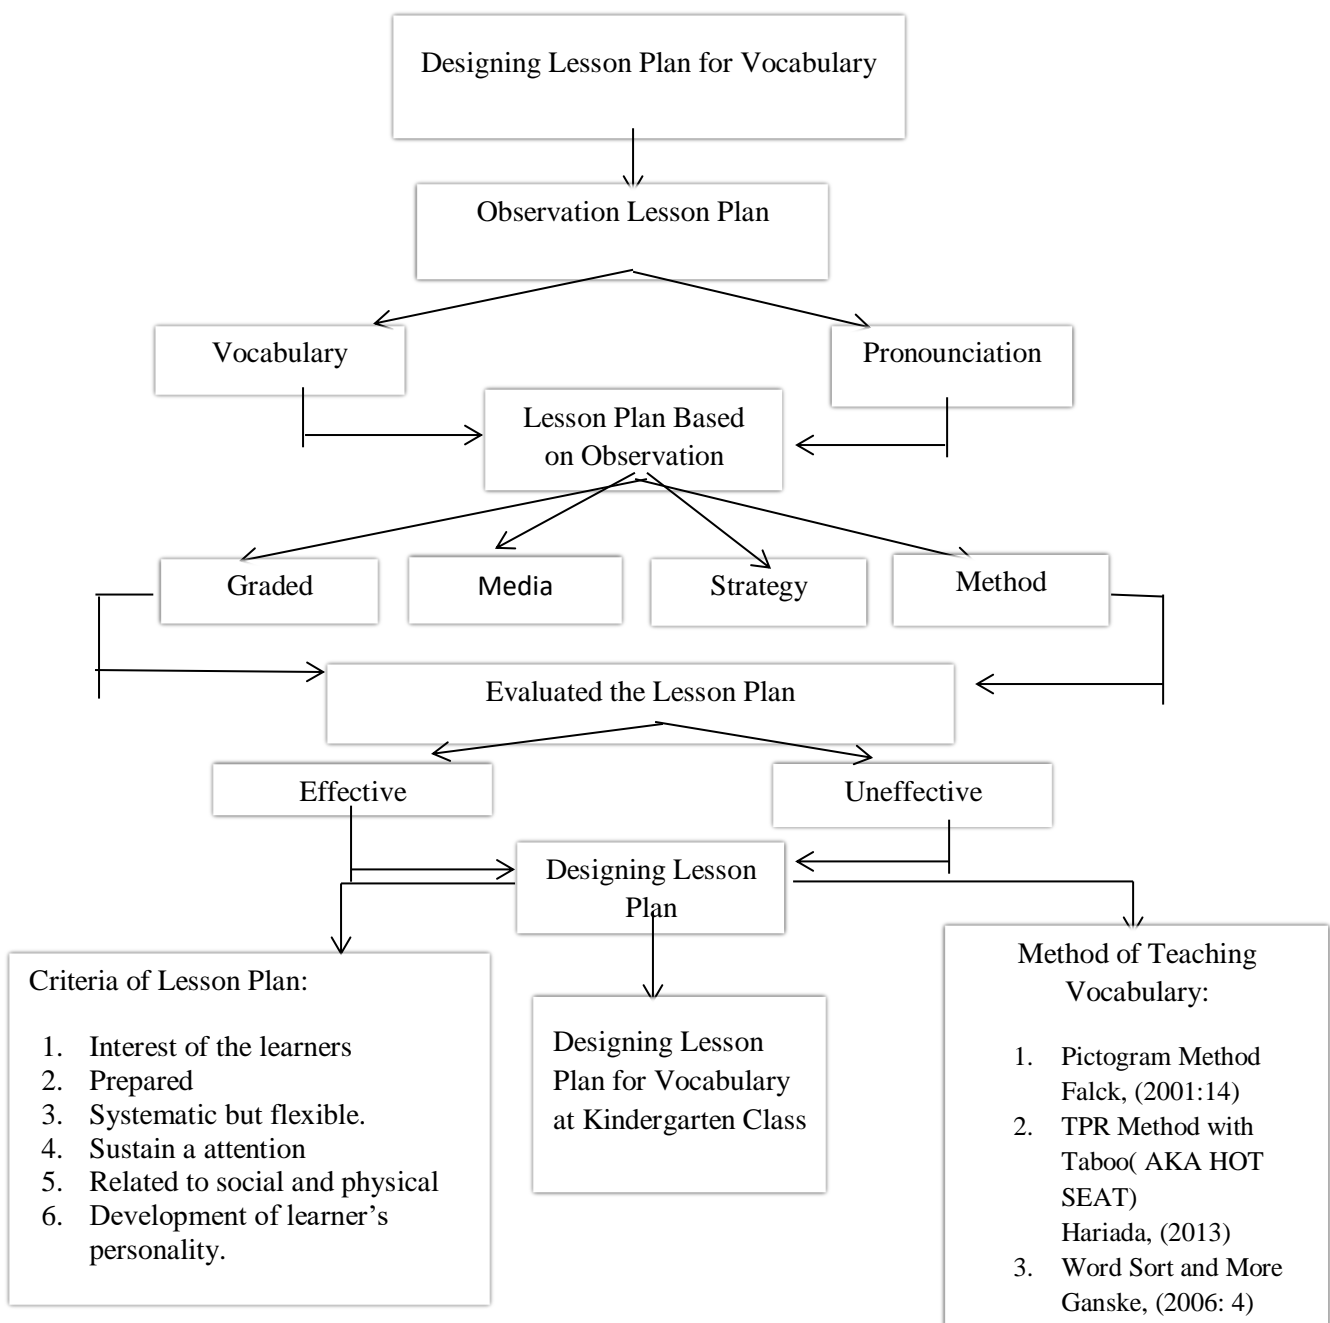 Designing Lesson Plan for Vocabulary
Observation Lesson Plan
Vocabulary
Pronounciation
Lesson Plan Based
on Observation
Graded
Media
Strategy
Method
Evaluated the Lesson Plan
Effective
Uneffective
Designing Lesson
Plan
Criteria of Lesson Plan:
1. Interest of the learners
2. Prepared
3. Systematic but flexible.
4. Sustain a attention
5. Related to social and physical
6. Development of learner's
personality.
Designing Lesson
Plan for Vocabulary
at Kindergarten Class
Method of Teaching
Vocabulary:
1. Pictogram Method
Falck, (2001:14)
2. TPR Method with
Taboo( AKA HOT
SEAT)
Hariada, (2013)
3. Word Sort and More
Ganske, (2006: 4)